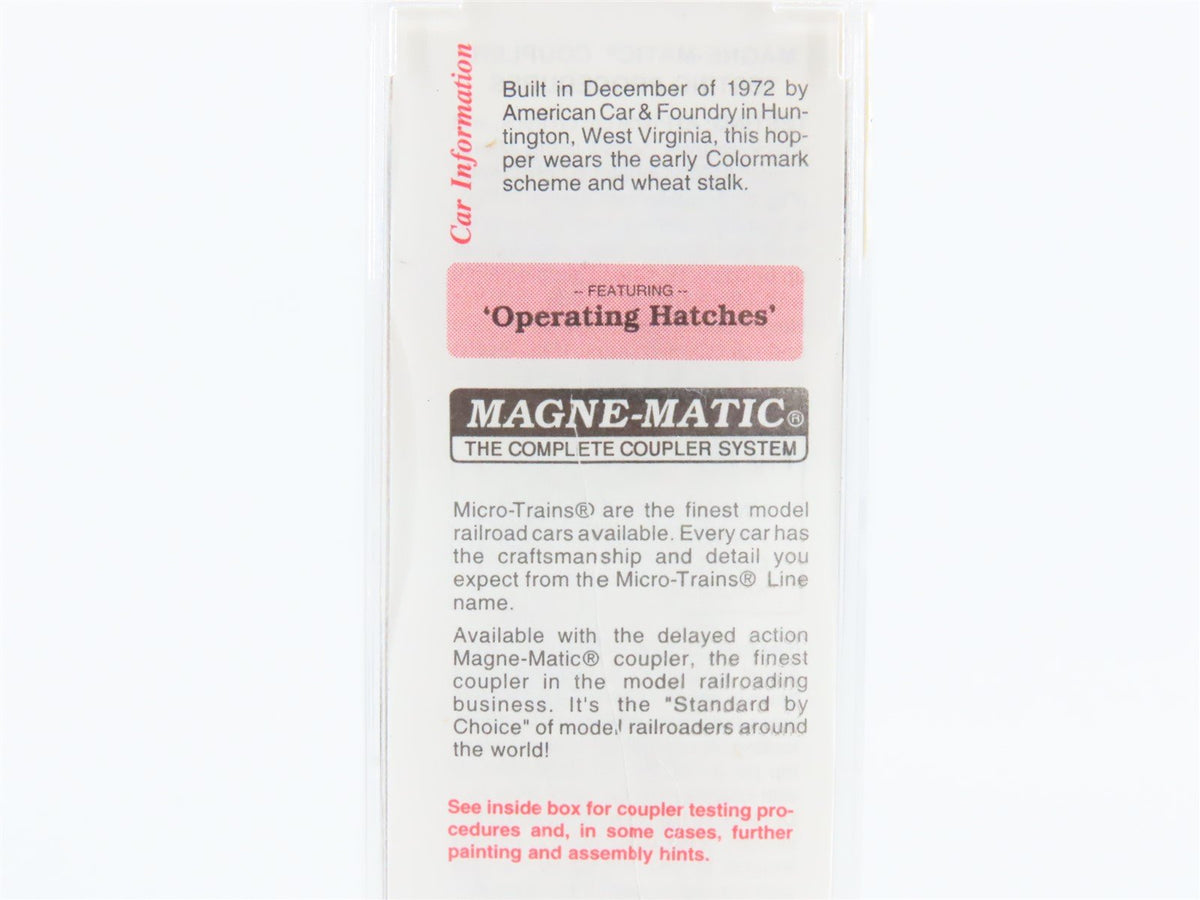 Car Information
Built in December of 1972 by
American Car & Foundry in Hun-
tington, West Virginia, this hop-
per wears the early Colormark
scheme and wheat stalk.
-- FEATURING --
'Operating Hatches'
MAGNE-MATIC®
THE COMPLETE COUPLER SYSTEM
Micro-Trains® are the finest model
railroad cars available. Every car has
the craftsmanship and detail you
expect from the Micro-Trains® Line
name.
Available with the delayed action
Magne-Matic® coupler, the finest
coupler in the model railroading
business. It's the "Standard by
Choice" of model railroaders around
the world!
See inside box for coupler testing pro-
cedures and, in some cases, further
painting and assembly hints.